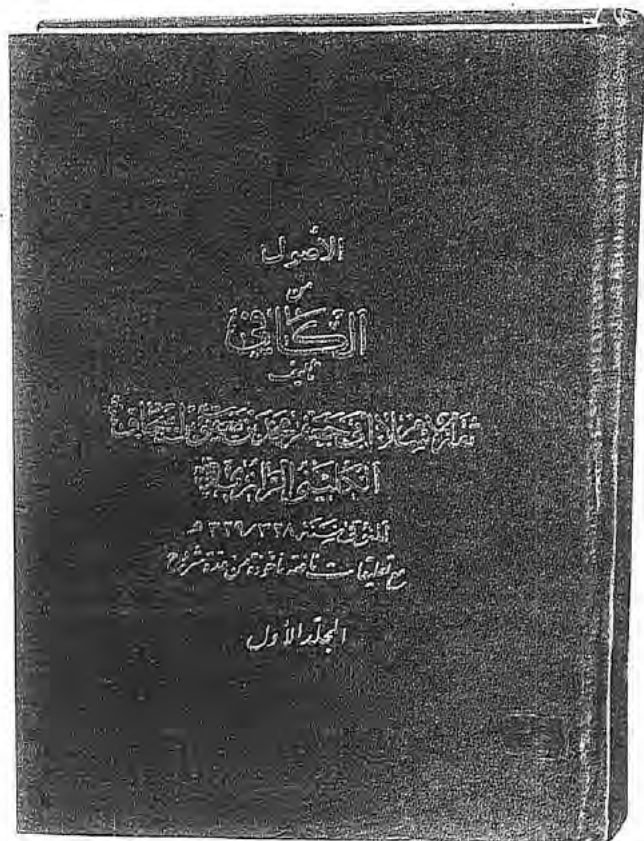 الأصول
من
الكافي
تأليف
ثقة الإسلام أبي جعفر محمد بن يعقوب بن إسحاق
الكليني الرازي
المتوفى سنة ٣٢٨/٣٢٩ هـ
مع تعليقات نافعة مأخوذة من عدة شروح
المجلد الأول